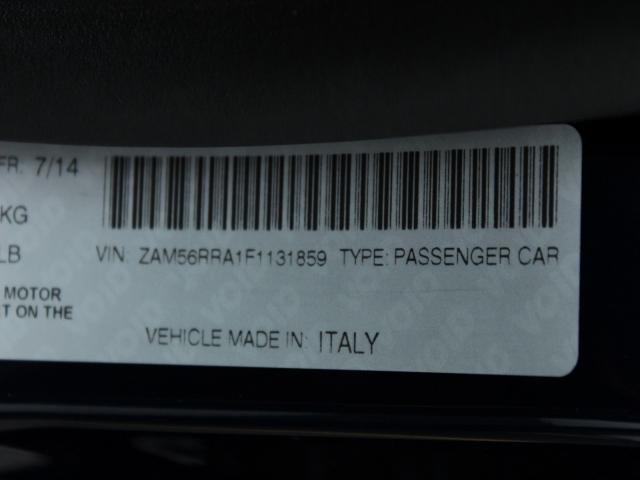 FR. 7/14
KG
LB
VIN: ZAM56RRA1F1131859 TYPE: PASSENGER CAR
MOTOR
T ON THE
VEHICLE MADE IN: ITALY